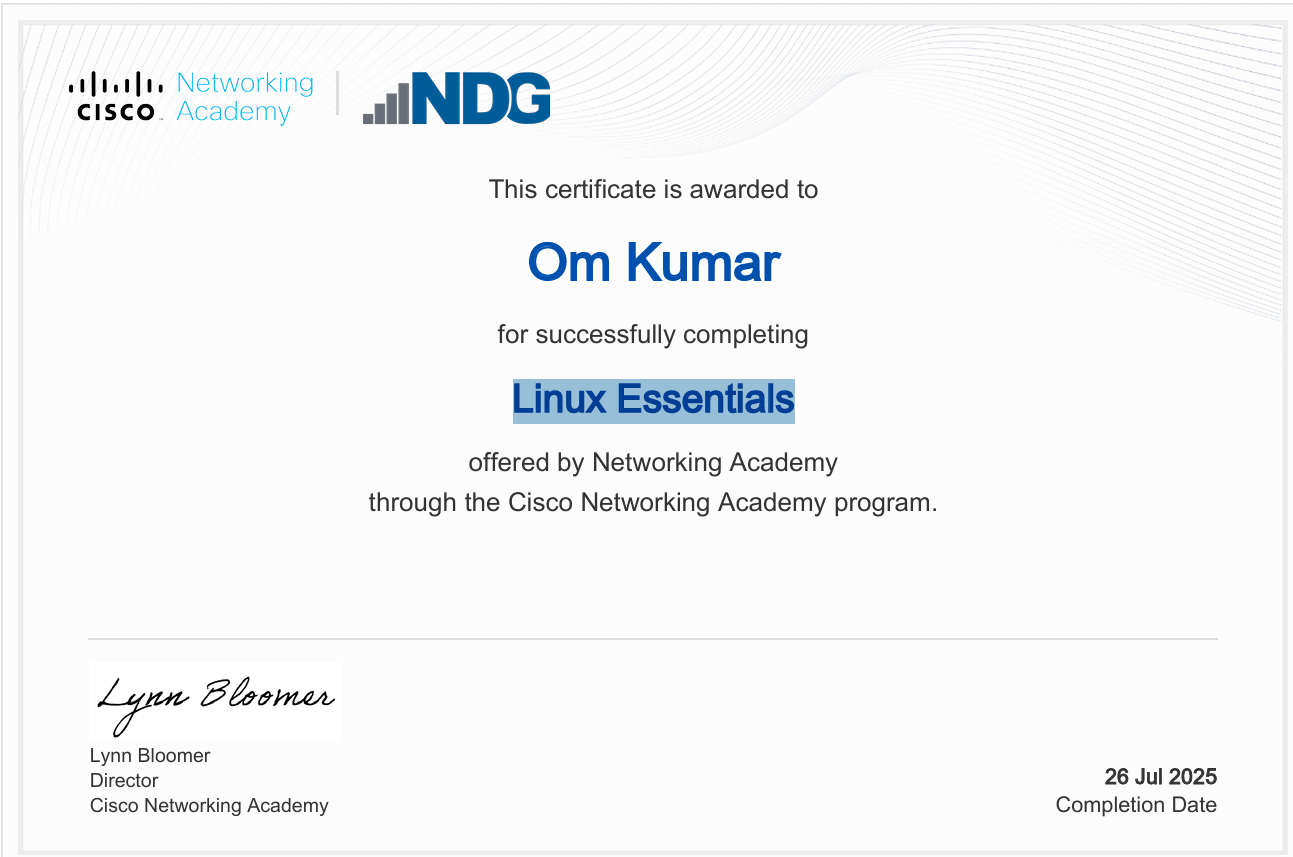 CISCO Networking
Academy
NDG
This certificate is awarded to
Om Kumar
for successfully completing
Linux Essentials
offered by Networking Academy
through the Cisco Networking Academy program.
Lynn Bloomer
Lynn Bloomer
Director
Cisco Networking Academy
26 Jul 2025
Completion Date